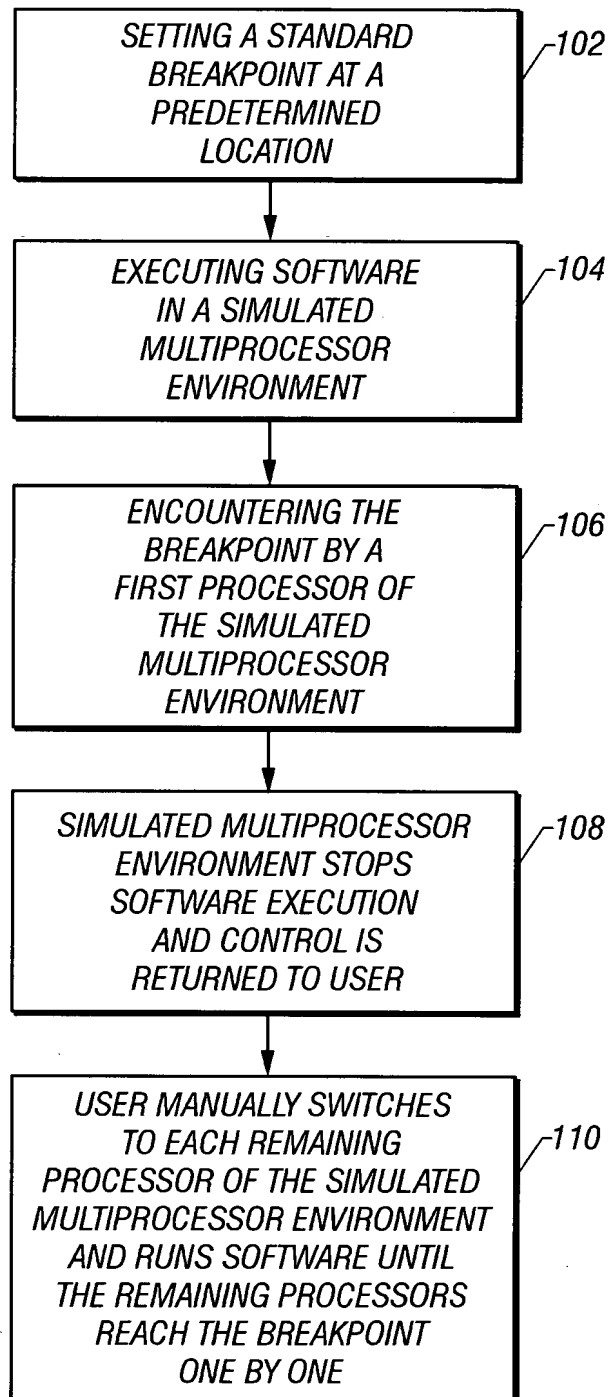 SETTING A STANDARD
BREAKPOINT AT A
PREDETERMINED
LOCATION
102
EXECUTING SOFTWARE
IN A SIMULATED
MULTIPROCESSOR
ENVIRONMENT
104
ENCOUNTERING THE
BREAKPOINT BY A
FIRST PROCESSOR OF
THE SIMULATED
MULTIPROCESSOR
ENVIRONMENT
106
SIMULATED MULTIPROCESSOR
ENVIRONMENT STOPS
SOFTWARE EXECUTION
AND CONTROL IS
RETURNED TO USER
108
USER MANUALLY SWITCHES
TO EACH REMAINING
PROCESSOR OF THE SIMULATED
MULTIPROCESSOR ENVIRONMENT
AND RUNS SOFTWARE UNTIL
THE REMAINING PROCESSORS
REACH THE BREAKPOINT
ONE BY ONE
110